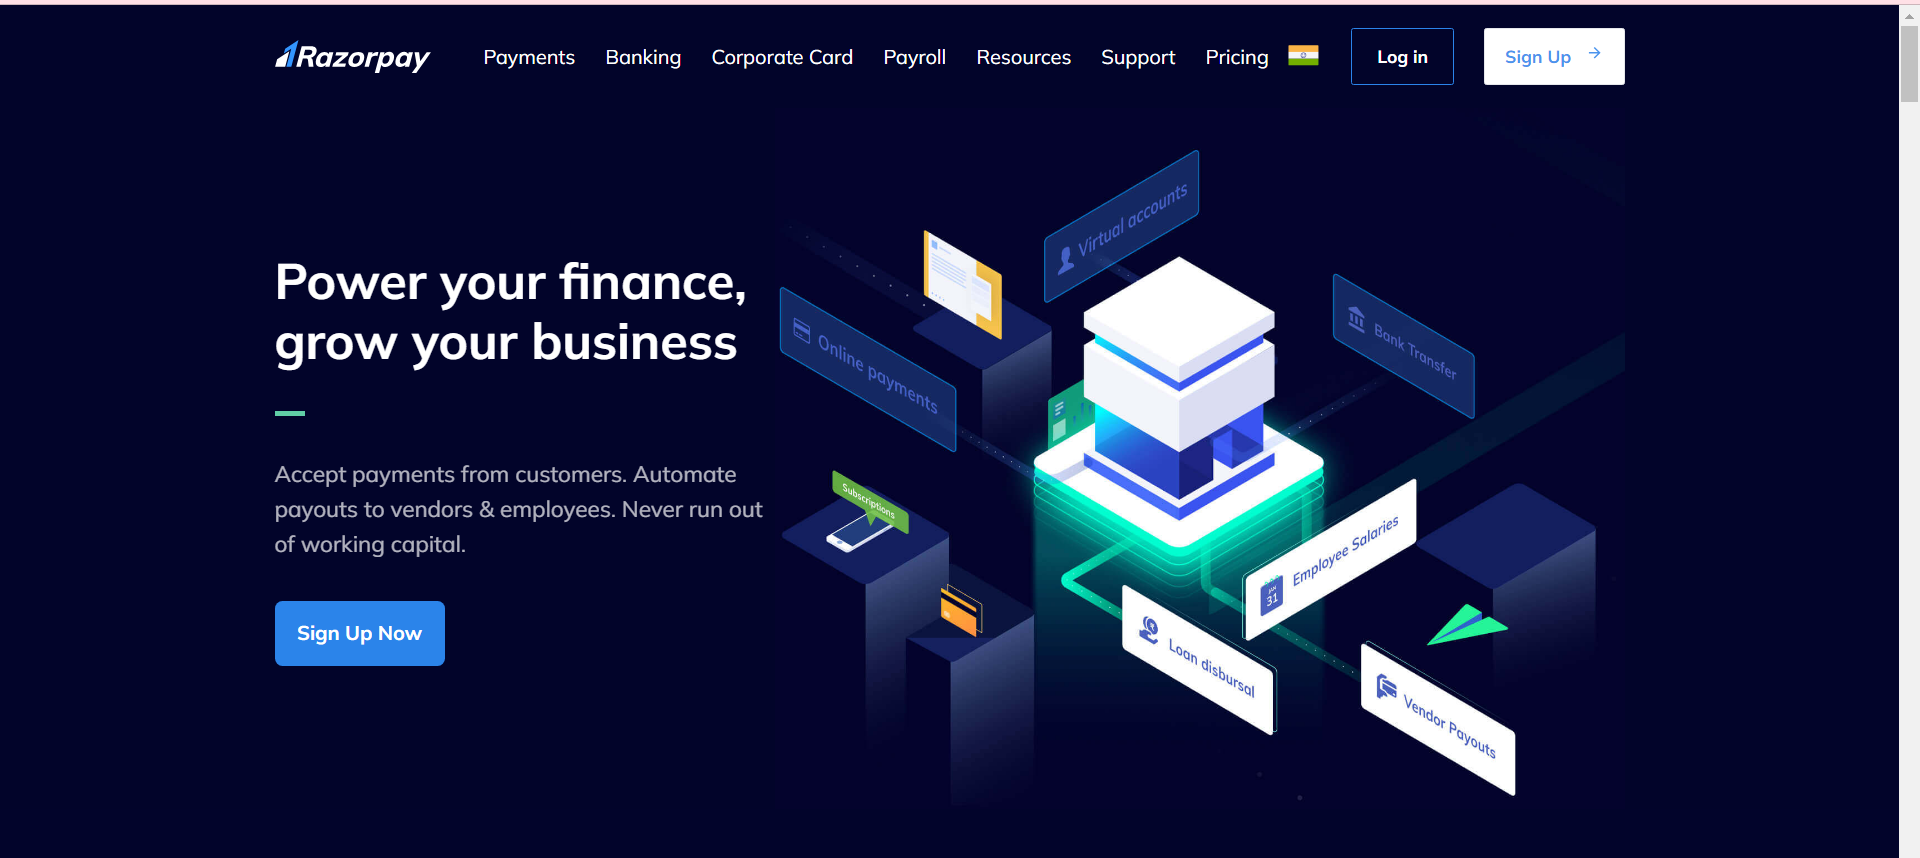 Razorpay
Payments
Banking
Corporate Card
Payroll
Resources
Support
Pricing
Log in
Sign Up
Power your finance,
grow your business
Accept payments from customers. Automate
payouts to vendors & employees. Never run out
of working capital.
Sign Up Now
Virtual accounts
Online payments
Bank Transfer
Subscriptions
Employee Salaries
JAN
31
Loan disbursal
Vendor Payouts